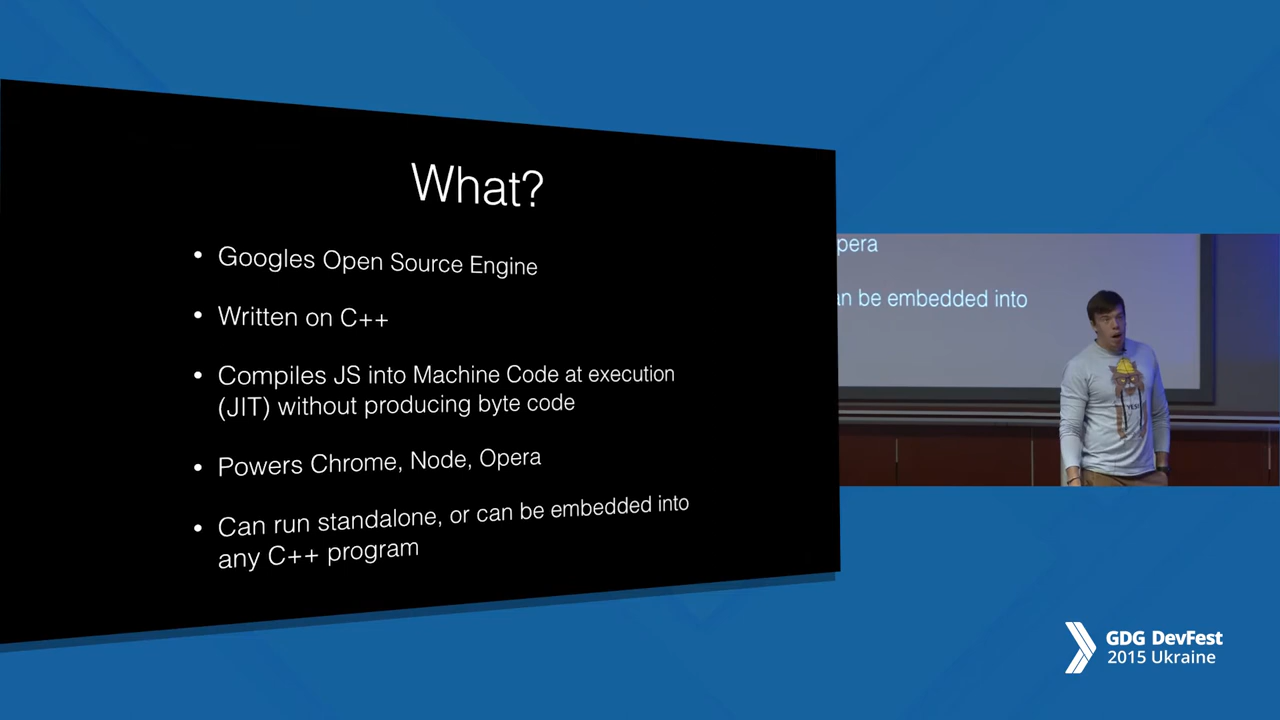 What?
• Googles Open Source Engine
• Written on C++
• Compiles JS into Machine Code at execution
(JIT) without producing byte code
• Powers Chrome, Node, Opera
• Can run standalone, or can be embedded into
any C++ program
pera
an be embedded into
YES!
GDG DevFest
2015 Ukraine